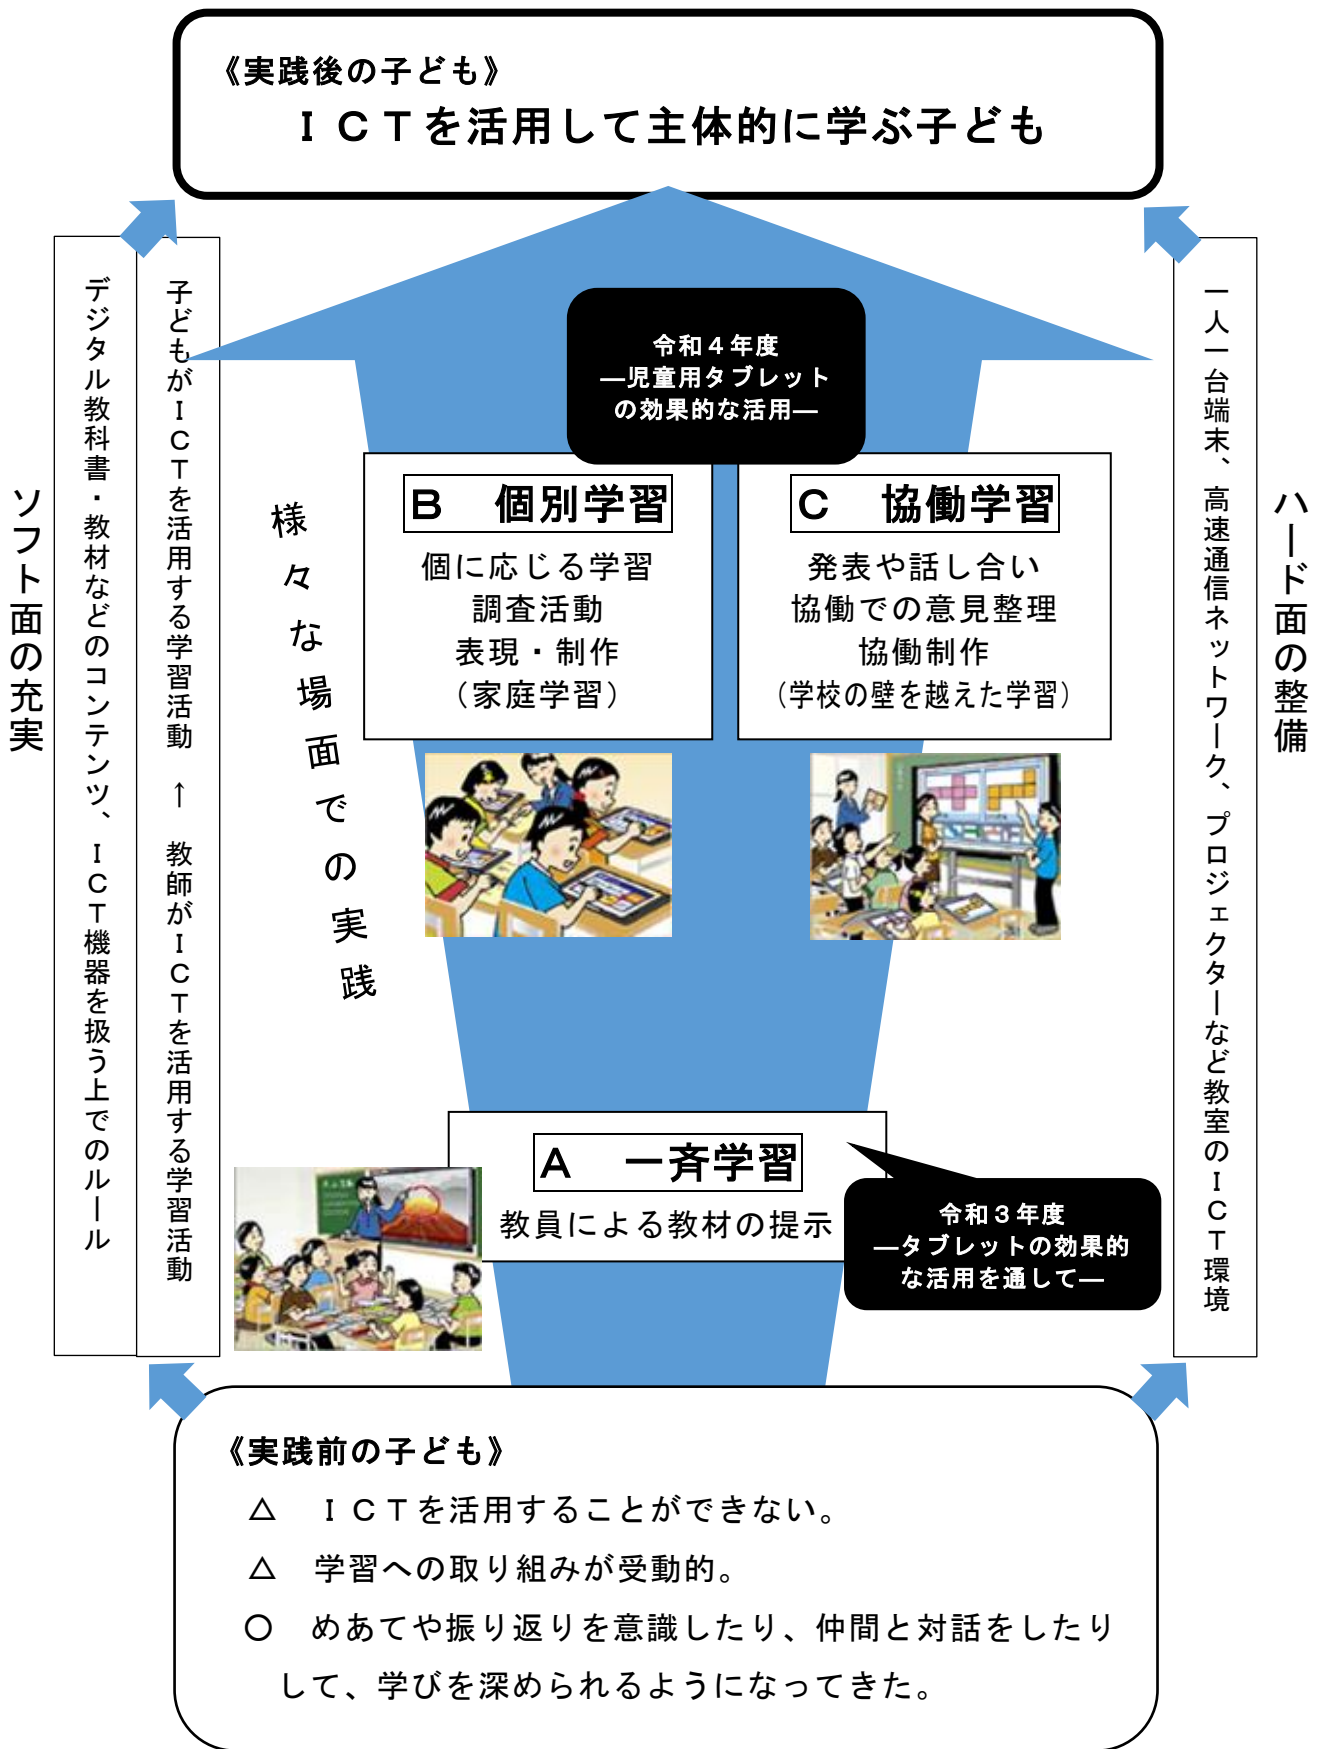 《実践後の子ども》
ＩＣＴを活用して主体的に学ぶ子ども
ソフト面の充実
デジタル教科書・教材などのコンテンツ、ＩＣＴ機器を扱う上でのルール
子どもがＩＣＴを活用する学習活動　↑　教師がＩＣＴを活用する学習活動
様々な場面での実践
令和４年度
―児童用タブレット
の効果的な活用―
Ｂ　個別学習
個に応じる学習
調査活動
表現・制作
（家庭学習）
Ｃ　協働学習
発表や話し合い
協働での意見整理
協働制作
（学校の壁を越えた学習）
Ａ　一斉学習
教員による教材の提示
令和３年度
―タブレットの効果的
な活用を通して―
一人一台端末、高速通信ネットワーク、プロジェクターなど教室のＩＣＴ環境
ハード面の整備
《実践前の子ども》
△　ＩＣＴを活用することができない。
△　学習への取り組みが受動的。
○　めあてや振り返りを意識したり、仲間と対話をしたり
して、学びを深められるようになってきた。